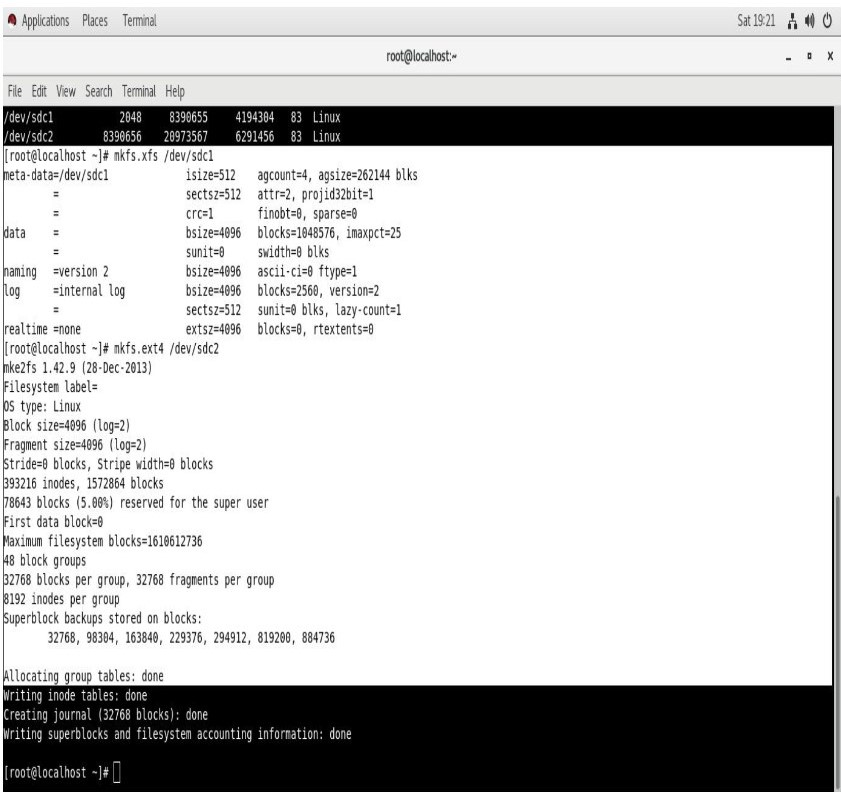 Applications Places Terminal Sat 19:21
root@localhost:~
File Edit View Search Terminal Help
/dev/sdc1 2048 8390655 4194304 83 Linux
/dev/sdc2 8390656 20973567 6291456 83 Linux
[root@localhost ~]# mkfs.xfs /dev/sdc1
meta-data=/dev/sdc1 isize=512 agcount=4, agsize=262144 blks
= sectsz=512 attr=2, projid32bit=1
= crc=1 finobt=0, sparse=0
data = bsize=4096 blocks=1048576, imaxpct=25
= sunit=0 swidth=0 blks
naming =version 2 bsize=4096 ascii-ci=0 ftype=1
log =internal log bsize=4096 blocks=2560, version=2
= sectsz=512 sunit=0 blks, lazy-count=1
realtime =none extsz=4096 blocks=0, rtextents=0
[root@localhost ~]# mkfs.ext4 /dev/sdc2
mke2fs 1.42.9 (28-Dec-2013)
Filesystem label=
OS type: Linux
Block size=4096 (log=2)
Fragment size=4096 (log=2)
Stride=0 blocks, Stripe width=0 blocks
393216 inodes, 1572864 blocks
78643 blocks (5.00%) reserved for the super user
First data block=0
Maximum filesystem blocks=1610612736
48 block groups
32768 blocks per group, 32768 fragments per group
8192 inodes per group
Superblock backups stored on blocks:
32768, 98304, 163840, 229376, 294912, 819200, 884736
Allocating group tables: done
Writing inode tables: done
Creating journal (32768 blocks): done
Writing superblocks and filesystem accounting information: done
[root@localhost ~]#